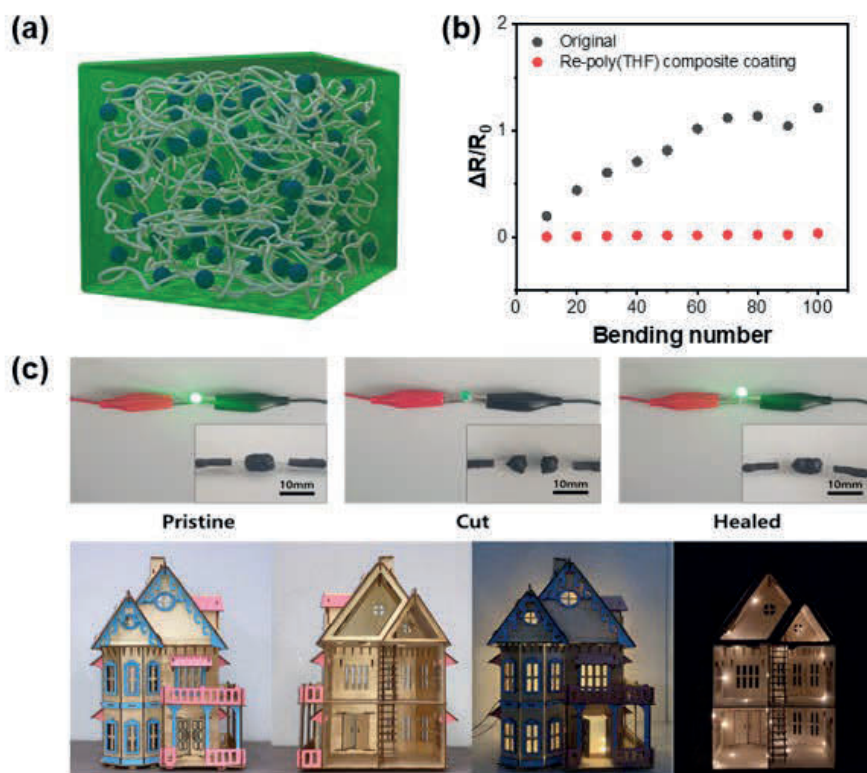 (a)
(b)
2
1
0
ΔR/R0
Original
Re-poly(THF) composite coating
0 20 40 60 80 100
Bending number
(c)
10mm
10mm
10mm
Pristine
Cut
Healed